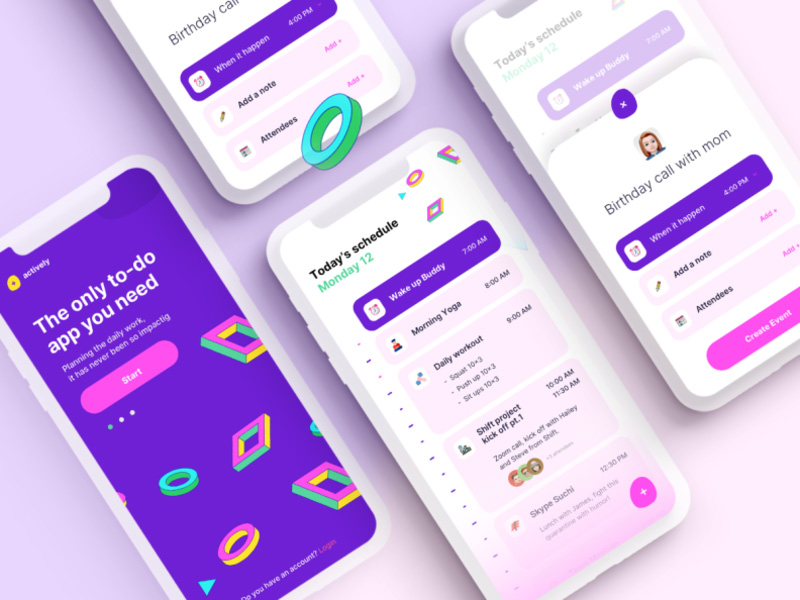 Birthday call
When it happen
4:00 PM
Add a note
Add +
Attendees
Add +
actively
The only to-do
app you need
Planning the daily work,
it has never been so impactig
Start
Do you have an account? Login
Today's schedule
Monday 12
Wake up Buddy
7:00 AM
Morning Yoga
8:00 AM
Daily workout
9:00 AM
- Squat 10×3
- Push up 10×3
- Sit ups 10×3
Shift project
kick off pt.1
10:00 AM
11:30 AM
Zoom call, kick off with Hailey
and Steve from Shift.
+3 attendees
Skype Suchi
12:30 PM
Lunch with James, fight this
quarantine with humor!
+
Today's schedule
Monday 12
Wake up Buddy
7:00 AM
×
Birthday call with mom
When it happen
4:00 PM
Add a note
Add +
Attendees
Add +
Create Event